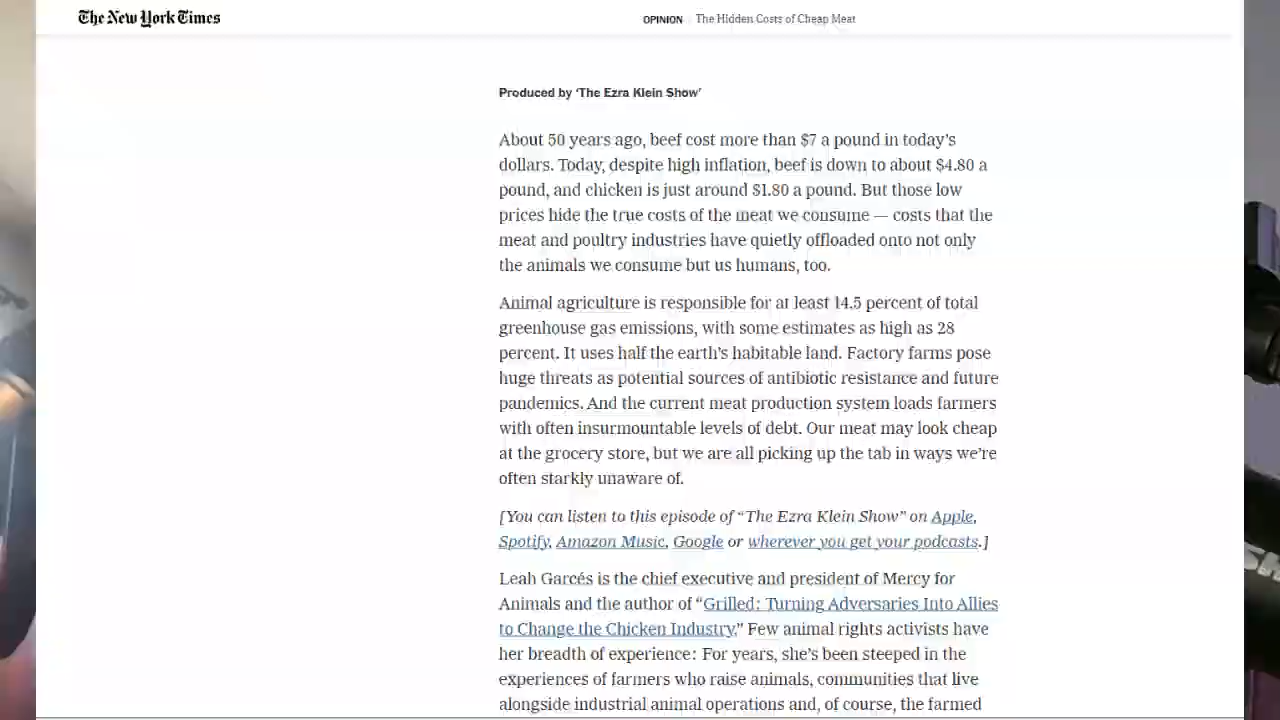 The New York Times
OPINION The Hidden Costs of Cheap Meat
Produced by ‘The Ezra Klein Show’
About 50 years ago, beef cost more than $7 a pound in today’s
dollars. Today, despite high inflation, beef is down to about $4.80 a
pound, and chicken is just around $1.80 a pound. But those low
prices hide the true costs of the meat we consume — costs that the
meat and poultry industries have quietly offloaded onto not only
the animals we consume but us humans, too.
Animal agriculture is responsible for at least 14.5 percent of total
greenhouse gas emissions, with some estimates as high as 28
percent. It uses half the earth’s habitable land. Factory farms pose
huge threats as potential sources of antibiotic resistance and future
pandemics. And the current meat production system loads farmers
with often insurmountable levels of debt. Our meat may look cheap
at the grocery store, but we are all picking up the tab in ways we’re
often starkly unaware of.
[You can listen to this episode of “The Ezra Klein Show” on Apple,
Spotify, Amazon Music, Google or wherever you get your podcasts.]
Leah Garcés is the chief executive and president of Mercy for
Animals and the author of “Grilled: Turning Adversaries Into Allies
to Change the Chicken Industry.” Few animal rights activists have
her breadth of experience: For years, she’s been steeped in the
experiences of farmers who raise animals, communities that live
alongside industrial animal operations and, of course, the farmed